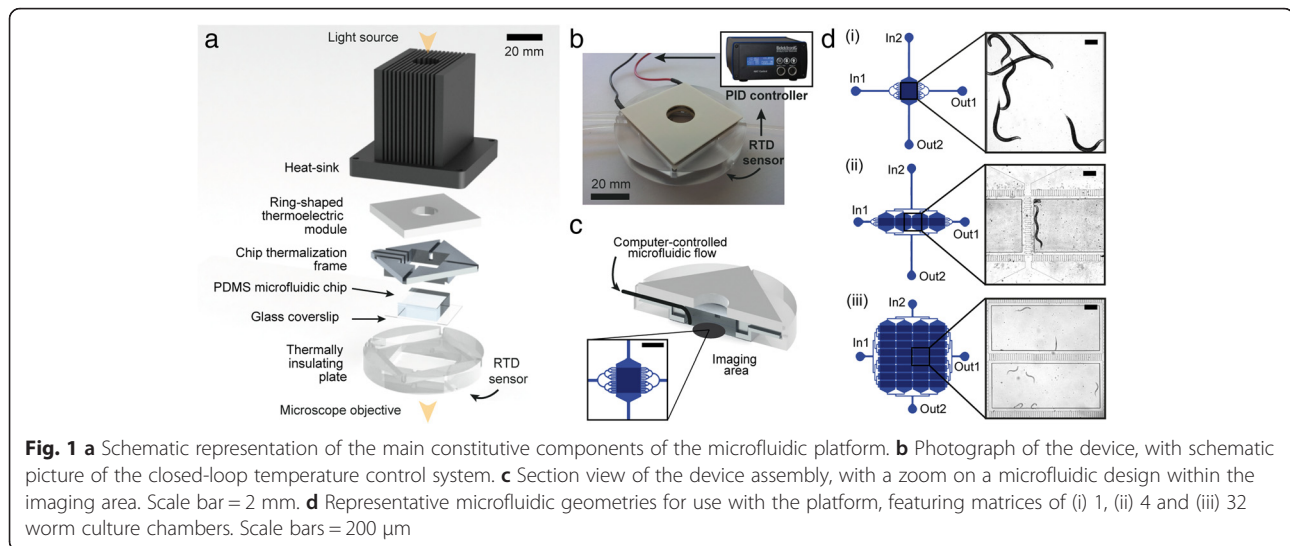 a
Light source
20 mm
Heat-sink
Ring-shaped
thermoelectric
module
Chip thermalization
frame
PDMS microfluidic chip
Glass coverslip
Thermally
insulating
plate
RTD
sensor
Microscope objective
b
PID controller
RTD
sensor
20 mm
c
Computer-controlled
microfluidic flow
Imaging
area
d
(i)
In2
In1
Out1
Out2
(ii)
In2
In1
Out1
Out2
(iii)
In2
In1
Out1
Out2
Fig. 1 a Schematic representation of the main constitutive components of the microfluidic platform. b Photograph of the device, with schematic
picture of the closed-loop temperature control system. c Section view of the device assembly, with a zoom on a microfluidic design within the
imaging area. Scale bar = 2 mm. d Representative microfluidic geometries for use with the platform, featuring matrices of (i) 1, (ii) 4 and (iii) 32
worm culture chambers. Scale bars = 200 μm